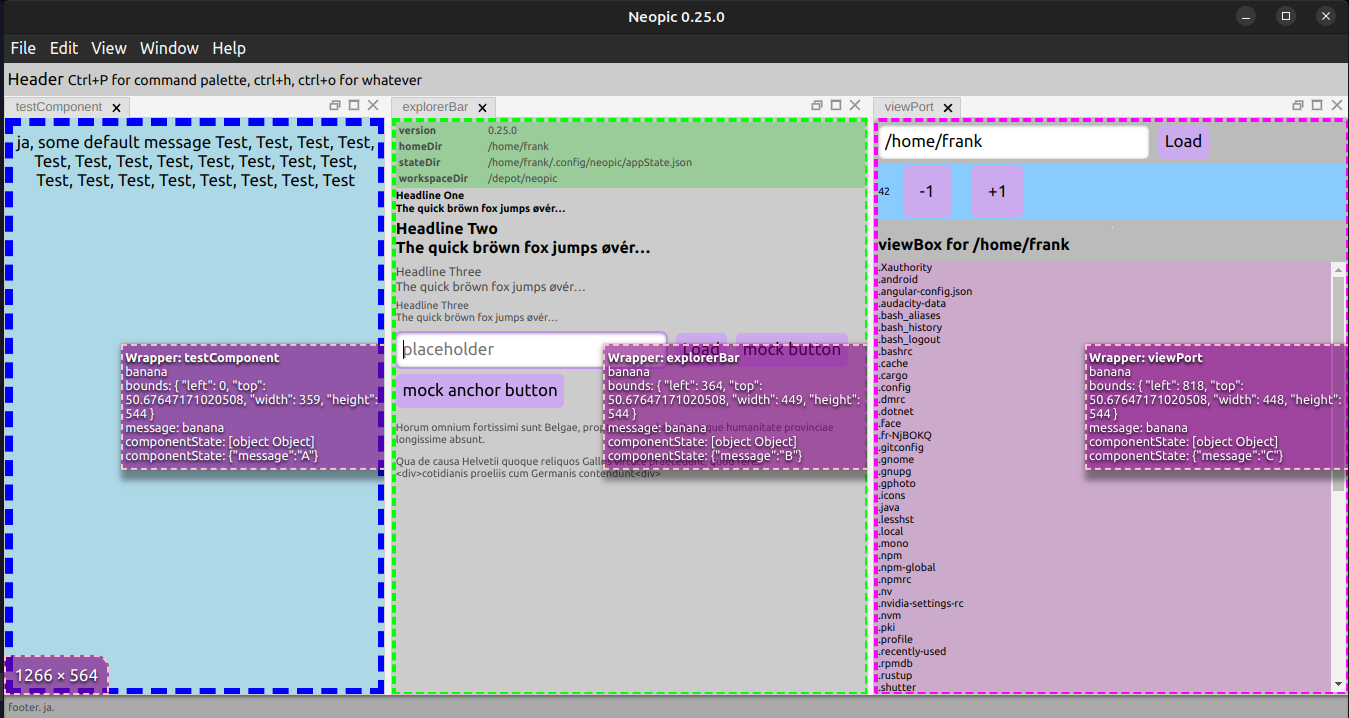 Neopic 0.25.0
File Edit View Window Help
Header Ctrl+P for command palette, ctrl+h, ctrl+o for whatever
testComponent
ja, some default message Test, Test, Test, Test,
Test, Test, Test, Test, Test, Test, Test, Test,
Test, Test, Test, Test, Test, Test, Test, Test
Wrapper: testComponent
banana
bounds: { "left": 0, "top":
50.67647171020508, "width": 359, "height":
544 }
message: banana
componentState: [object Object]
componentState: {"message":"A"}
1266 × 564
explorerBar
version 0.25.0
homeDir /home/frank
stateDir /home/frank/.config/neopic/appState.json
workspaceDir /depot/neopic
Headline One
The quick bröwn fox jumps øvér…
Headline Two
The quick bröwn fox jumps øvér…
Headline Three
The quick bröwn fox jumps øvér…
Headline Three
The quick bröwn fox jumps øvér…
placeholder Load mock button
mock anchor button
Horum omnium fortissimi sunt Belgae, humanitate provinciae
longissime absunt.
Qua de causa Helvetii quoque reliquos
<div>cotidianis proeliis cum Germanis contendunt<div>
Wrapper: explorerBar
banana
bounds: { "left": 364, "top":
50.67647171020508, "width": 449, "height":
544 }
message: banana
componentState: [object Object]
componentState: {"message":"B"}
viewPort
/home/frank Load
42 -1 +1
viewBox for /home/frank
.Xauthority
.android
.angular-config.json
.audacity-data
.bash_aliases
.bash_history
.bash_logout
.bashrc
.cache
.cargo
.config
.dmrc
.dotnet
.face
.fr-NjBOKQ
.gitconfig
.gnome
.gnupg
.gphoto
.icons
.java
.lesshst
.local
.mono
.npm
.npm-global
.npmrc
.nv
.nvidia-settings-rc
.nvm
.pki
.profile
.recently-used
.rpmdb
.rustup
.shutter
Wrapper: viewPort
banana
bounds: { "left": 818, "top":
50.67647171020508, "width": 448, "height":
544 }
message: banana
componentState: [object Object]
componentState: {"message":"C"}
footer. ja.